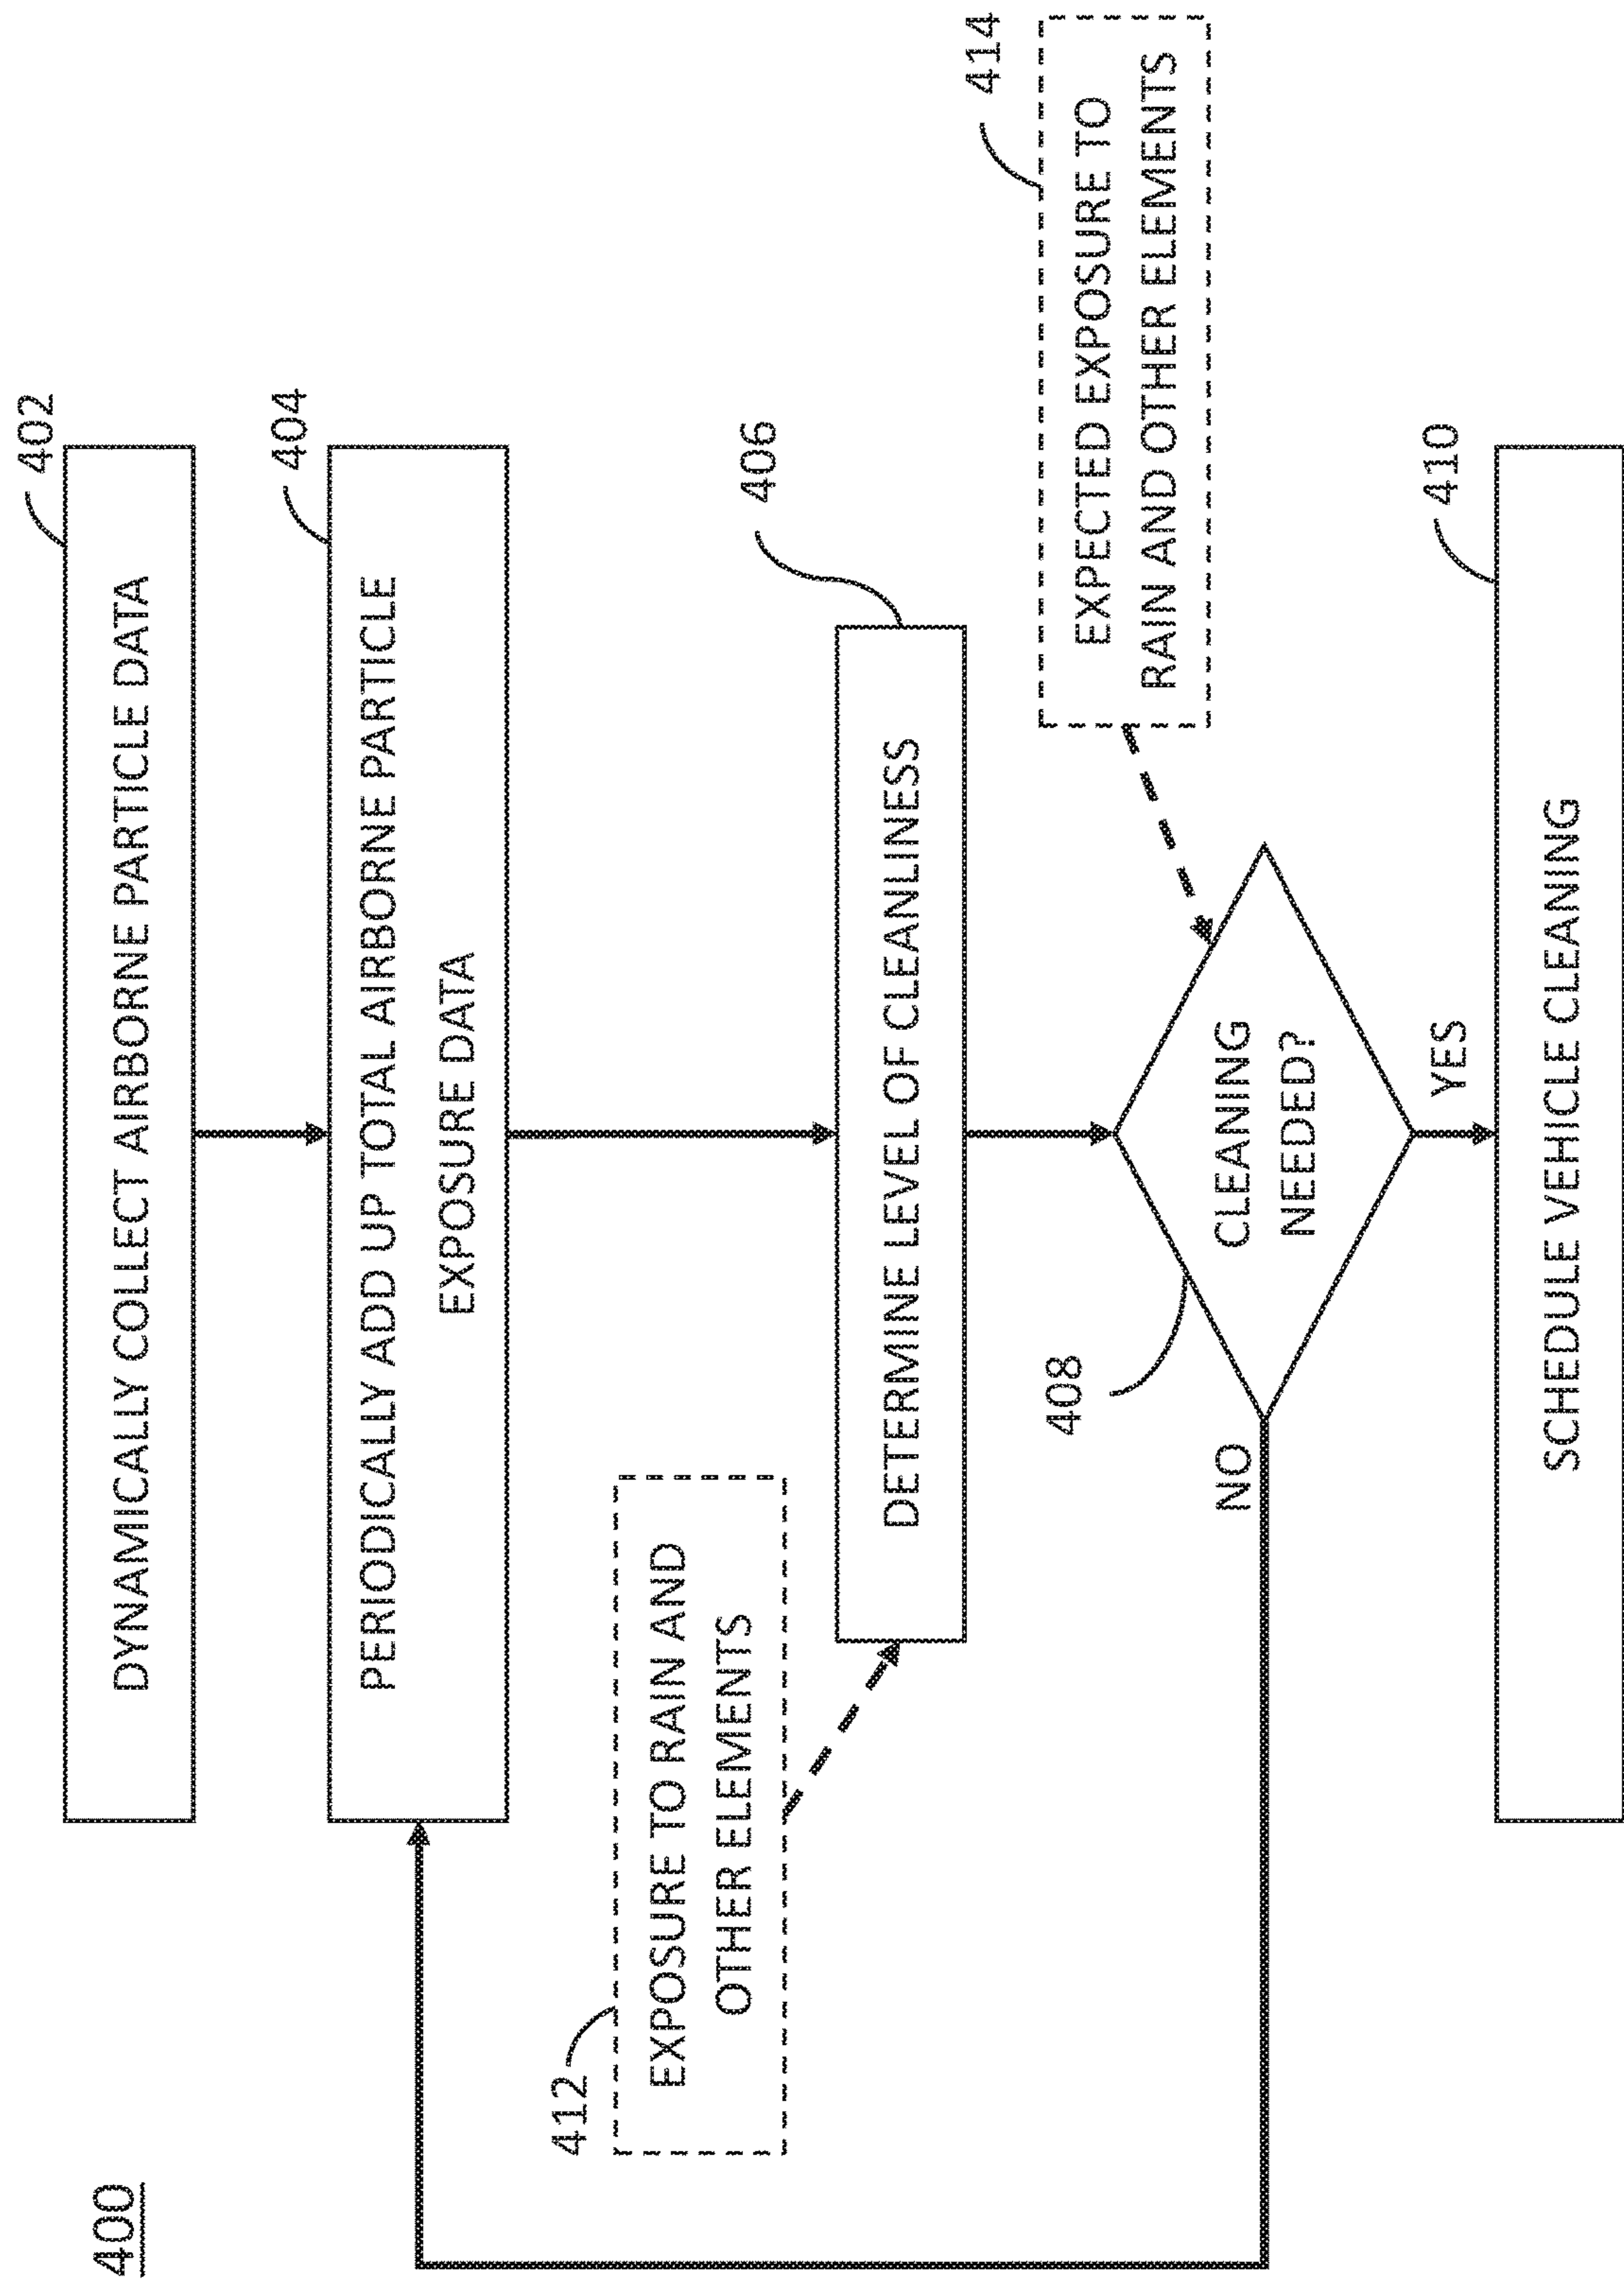 400
402
DYNAMICALLY COLLECT AIRBORNE PARTICLE DATA
404
PERIODICALLY ADD UP TOTAL AIRBORNE PARTICLE
EXPOSURE DATA
412
EXPOSURE TO RAIN AND
OTHER ELEMENTS
406
DETERMINE LEVEL OF CLEANLINESS
414
EXPECTED EXPOSURE TO
RAIN AND OTHER ELEMENTS
408
CLEANING
NEEDED?
NO
YES
410
SCHEDULE VEHICLE CLEANING